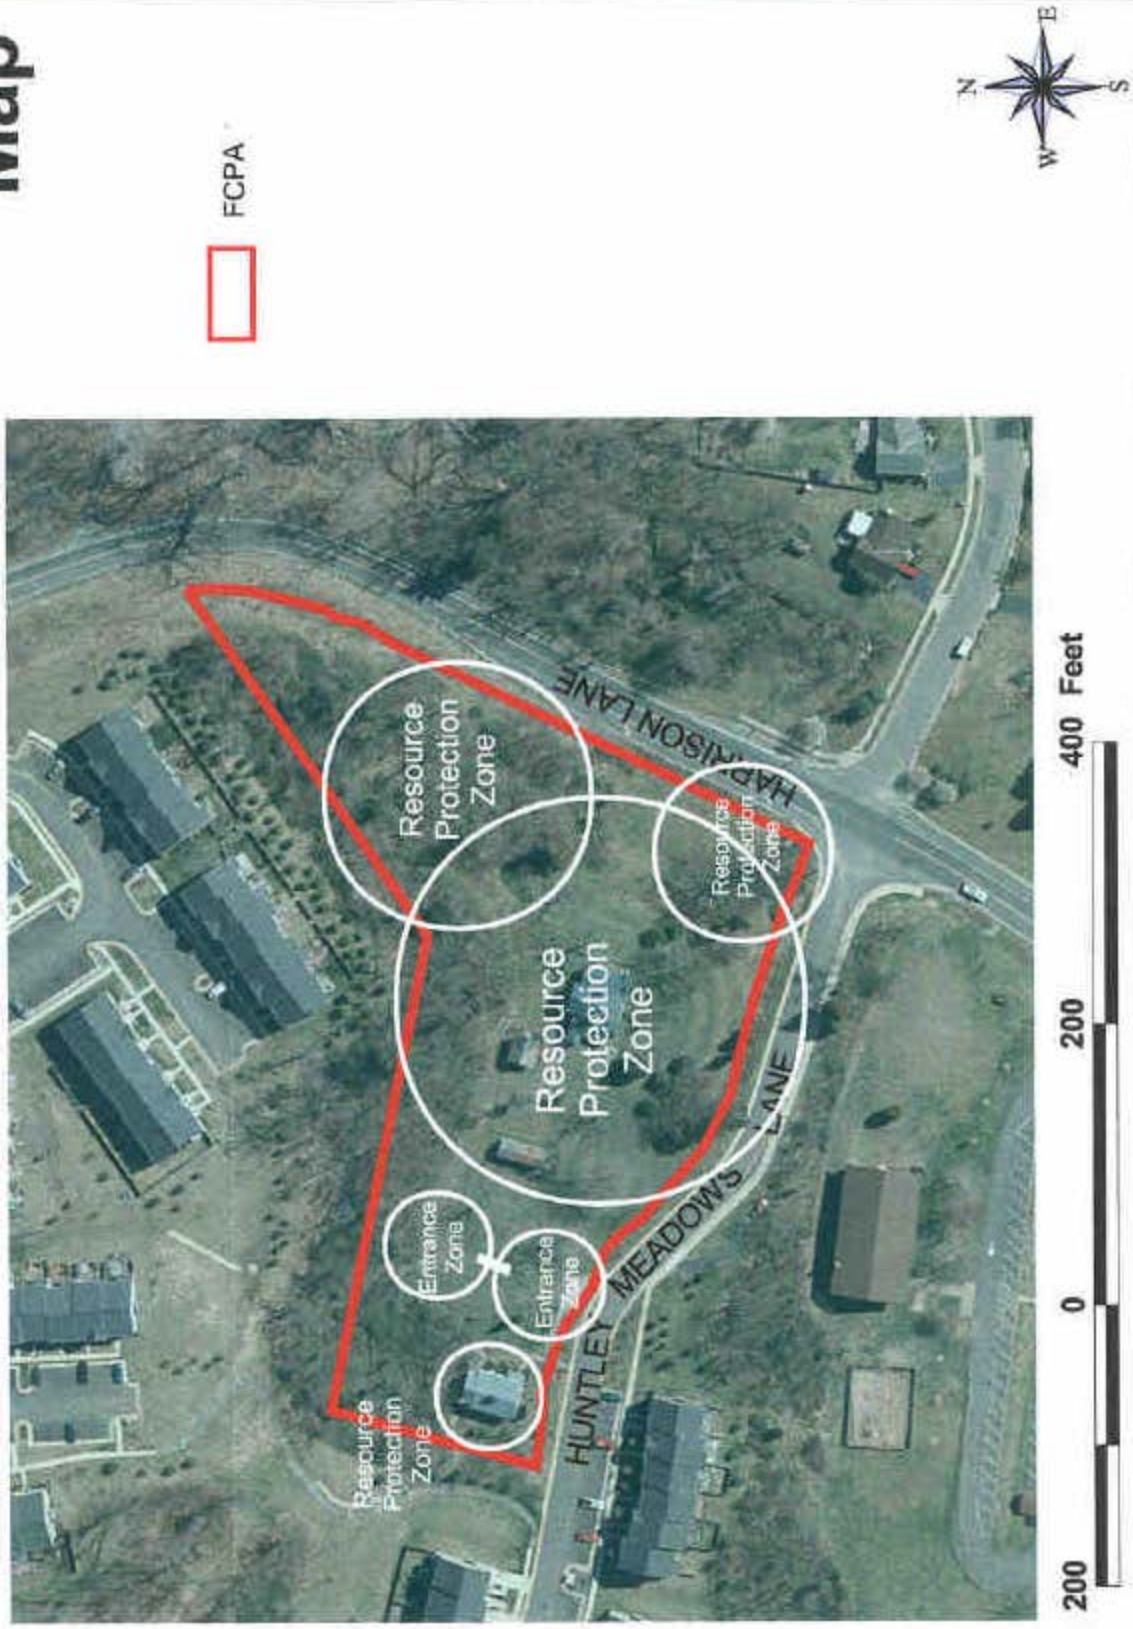 Map
FCPA
Resource
Protection
Zone
Resource
Protection
Zone
Resource
Protection
Zone
Entrance
Zone
Entrance
Zone
Resource
Protection
Zone
HARRISON LANE
HUNTLEY MEADOWS LANE
N
W
E
S
200
0
200
400 Feet